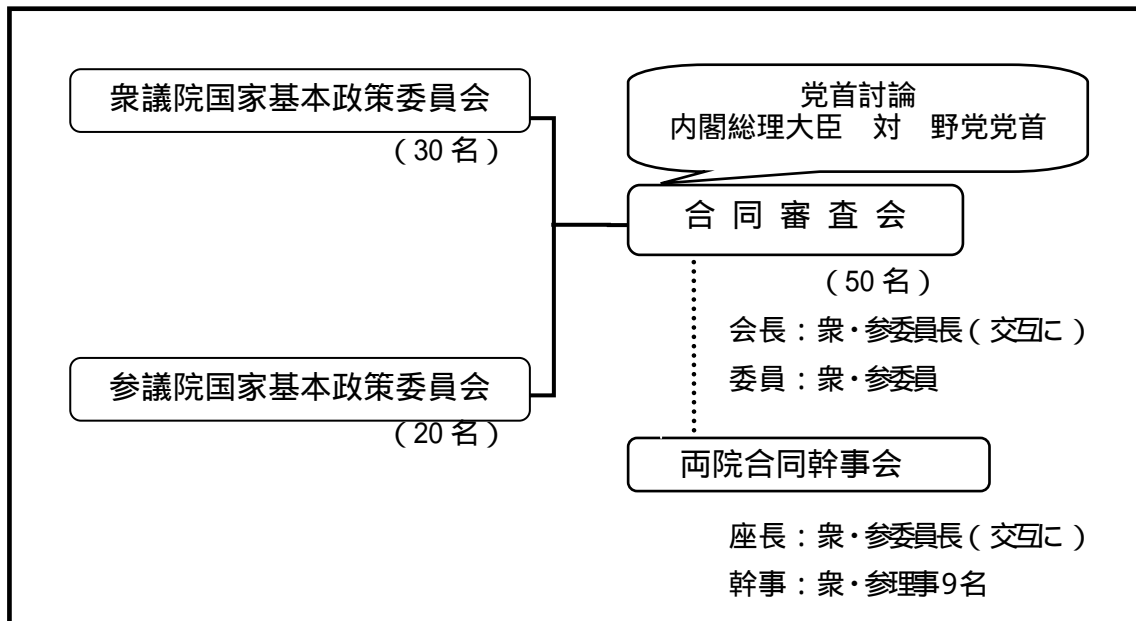 衆議院国家基本政策委員会
（30名）
党首討論
内閣総理大臣　対　野党党首
合同審査会
（50名）
会長：衆・参委員長（交互に）
委員：衆・参委員
参議院国家基本政策委員会
（20名）
両院合同幹事会
座長：衆・参委員長（交互に）
幹事：衆・参理事9名